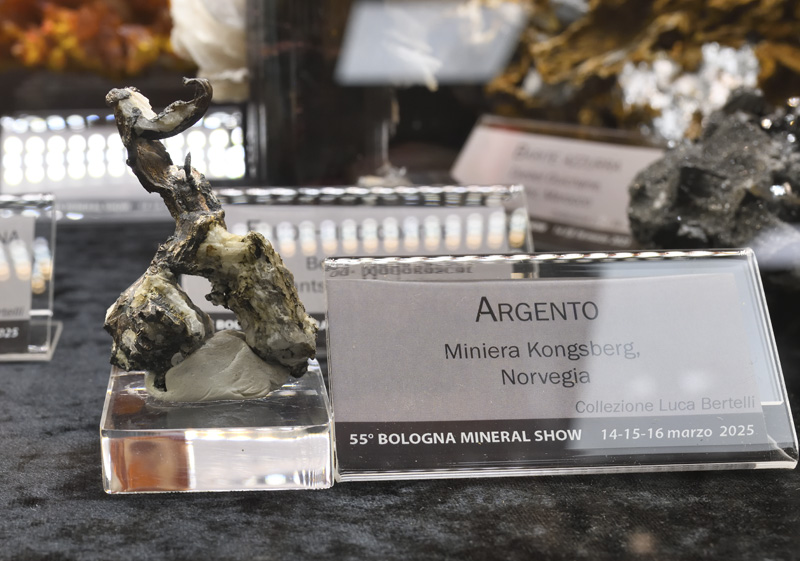 ARGENTO
Miniera Kongsberg,
Norvegia
Collezione Luca Bertelli
55° BOLOGNA MINERAL SHOW 14-15-16 marzo 2025